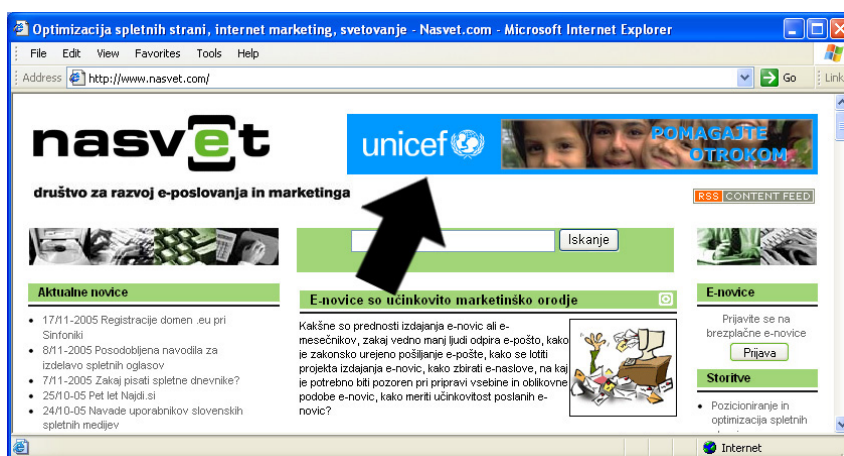 Optimizacija spletnih strani, internet marketing, svetovanje - Nasvet.com - Microsoft Internet Explorer
File Edit View Favorites Tools Help
Address http://www.nasvet.com/ Go Link
nasvet
društvo za razvoj e-poslovanja in marketinga
unicef
POMAGAJTE
OTROKOM
RSS CONTENT FEED
Iskanje
Aktualne novice
17/11-2005 Registracije domen .eu pri
Sinfoniki
8/11-2005 Posodobljena navodila za
izdelavo spletnih oglasov
7/11-2005 Zakaj pisati spletne dnevnike?
25/10-05 Pet let Najdi.si
24/10-05 Navade uporabnikov slovenskih
spletnih medijev
E-novice so učinkovito marketinško orodje
Kakšne so prednosti izdajanja e-novic ali e-
mesečnikov, zakaj vedno manj ljudi odpira e-pošto, kako
je zakonsko urejeno pošiljanje e-pošte, kako se lotiti
projekta izdajanja e-novic, kako zbirati e-naslove, na kaj
je potrebno biti pozoren pri pripravi vsebine in oblikovne
podobe e-novic, kako meriti učinkovitost poslanih e-
novic?
E-novice
Prijavite se na
brezplačne e-novice
Prijava
Storitve
Pozicioniranje in
optimizacija spletnih
Internet